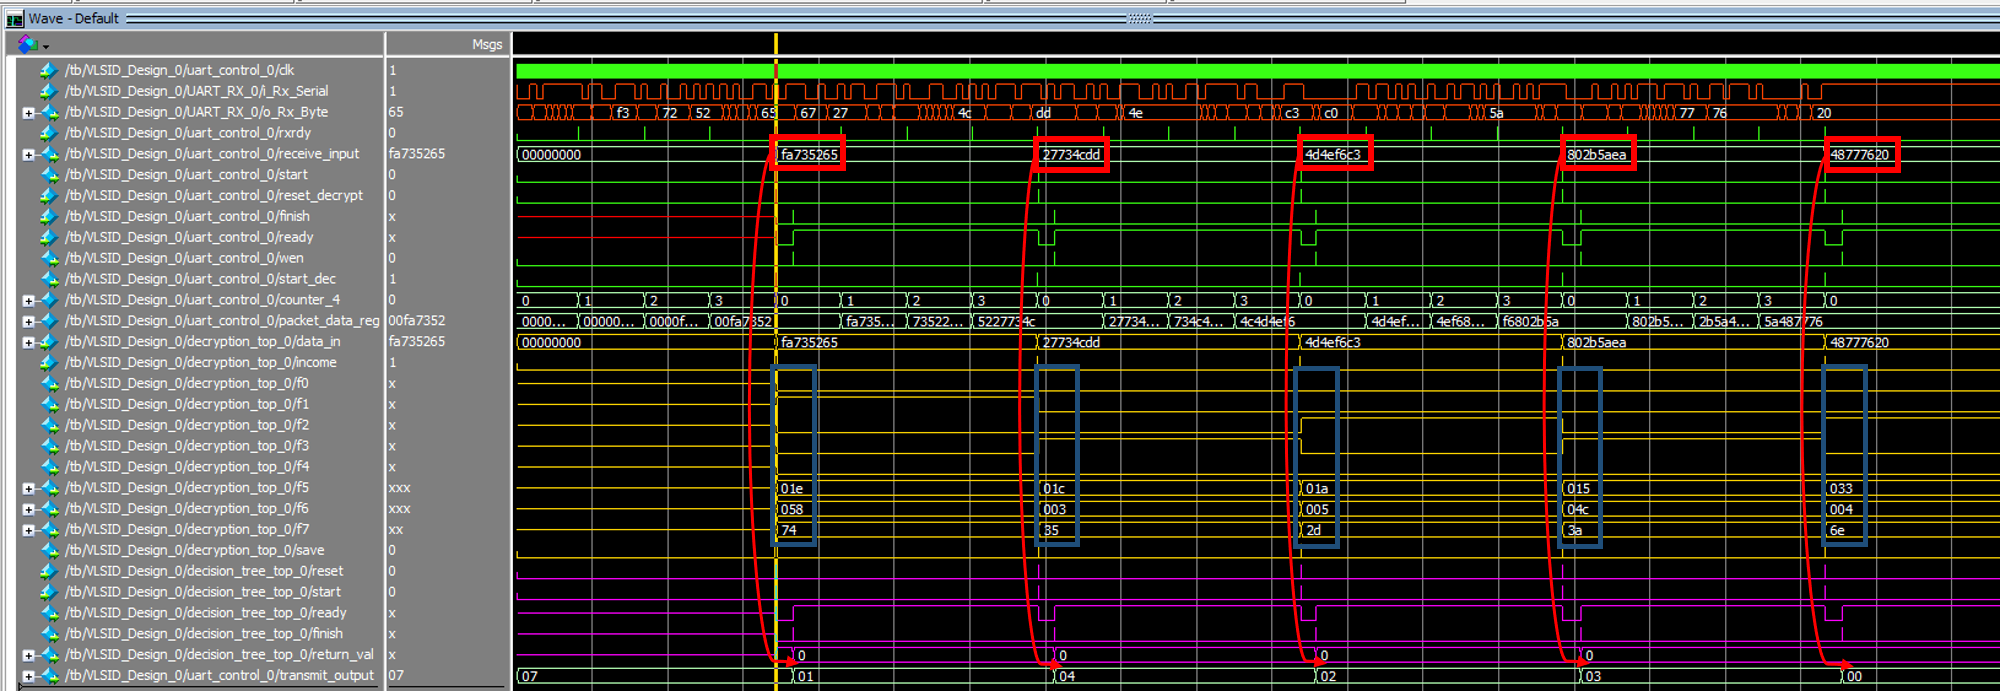 Wave - Default
Msgs
/tb/VLSID_Design_0/uart_control_0/clk 1
/tb/VLSID_Design_0/UART_RX_0/i_Rx_Serial 1
/tb/VLSID_Design_0/UART_RX_0/o_Rx_Byte 65 f3 72 52 65 67 27 4c dd 4e c3 c0 5a 77 76 20
/tb/VLSID_Design_0/uart_control_0/rxrdy 0
/tb/VLSID_Design_0/uart_control_0/receive_input fa735265 00000000 fa735265 27734cdd 4d4ef6c3 802b5aea 48777620
/tb/VLSID_Design_0/uart_control_0/start 0
/tb/VLSID_Design_0/uart_control_0/reset_decrypt 0
/tb/VLSID_Design_0/uart_control_0/finish x
/tb/VLSID_Design_0/uart_control_0/ready x
/tb/VLSID_Design_0/uart_control_0/wen 0
/tb/VLSID_Design_0/uart_control_0/start_dec 1
/tb/VLSID_Design_0/uart_control_0/counter_4 0 0 1 2 3 0 1 2 3 0 1 2 3 0 1 2 3 0 1 2 3 0
/tb/VLSID_Design_0/uart_control_0/packet_data_reg 00fa7352 0000... 00000... 0000f... 00fa7352 fa735... 73522... 5227734c 27734... 734c4... 4c4d4ef6 4d4ef... 4ef68... f6802b5a 802b5... 2b5a4... 5a487776
/tb/VLSID_Design_0/decryption_top_0/data_in fa735265 00000000 fa735265 27734cdd 4d4ef6c3 802b5aea 48777620
/tb/VLSID_Design_0/decryption_top_0/income 1
/tb/VLSID_Design_0/decryption_top_0/f0 x
/tb/VLSID_Design_0/decryption_top_0/f1 x
/tb/VLSID_Design_0/decryption_top_0/f2 x
/tb/VLSID_Design_0/decryption_top_0/f3 x
/tb/VLSID_Design_0/decryption_top_0/f4 x
/tb/VLSID_Design_0/decryption_top_0/f5 xxx 01e 01c 01a 015 033
/tb/VLSID_Design_0/decryption_top_0/f6 xxx 058 003 005 04c 004
/tb/VLSID_Design_0/decryption_top_0/f7 xx 74 35 2d 3a 6e
/tb/VLSID_Design_0/decryption_top_0/save 0
/tb/VLSID_Design_0/decision_tree_top_0/reset 0
/tb/VLSID_Design_0/decision_tree_top_0/start 0
/tb/VLSID_Design_0/decision_tree_top_0/ready x
/tb/VLSID_Design_0/decision_tree_top_0/finish x
/tb/VLSID_Design_0/decision_tree_top_0/return_val x 0 0 0 0
/tb/VLSID_Design_0/uart_control_0/transmit_output 07 07 01 04 02 03 00